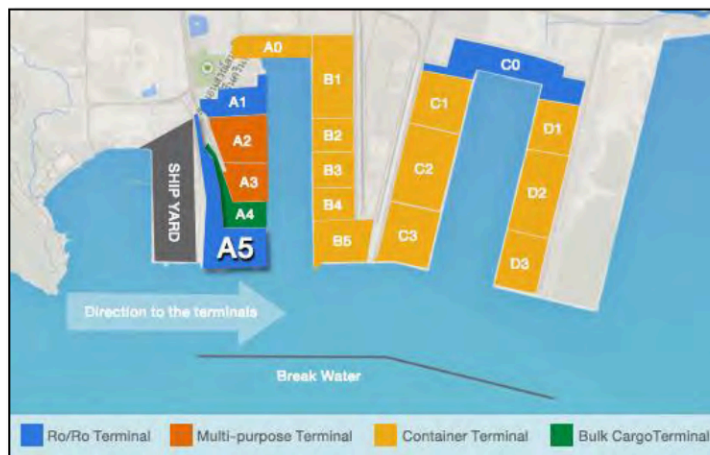 A0
B1
C0
A1
C1
D1
A2
B2
C2
SHIP YARD
A3
B3
D2
A4
B4
A5
B5
C3
D3
Direction to the terminals
Break Water
Ro/Ro Terminal
Multi-purpose Terminal
Container Terminal
Bulk CargoTerminal